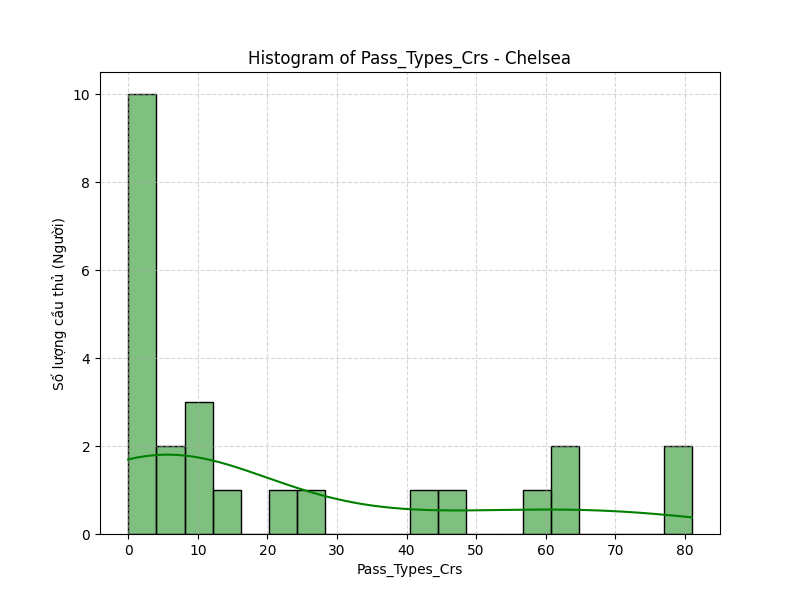 Histogram of Pass_Types_Crs - Chelsea
10
8
6
4
2
0
Số lượng cầu thủ (Người)
0 10 20 30 40 50 60 70 80
Pass_Types_Crs